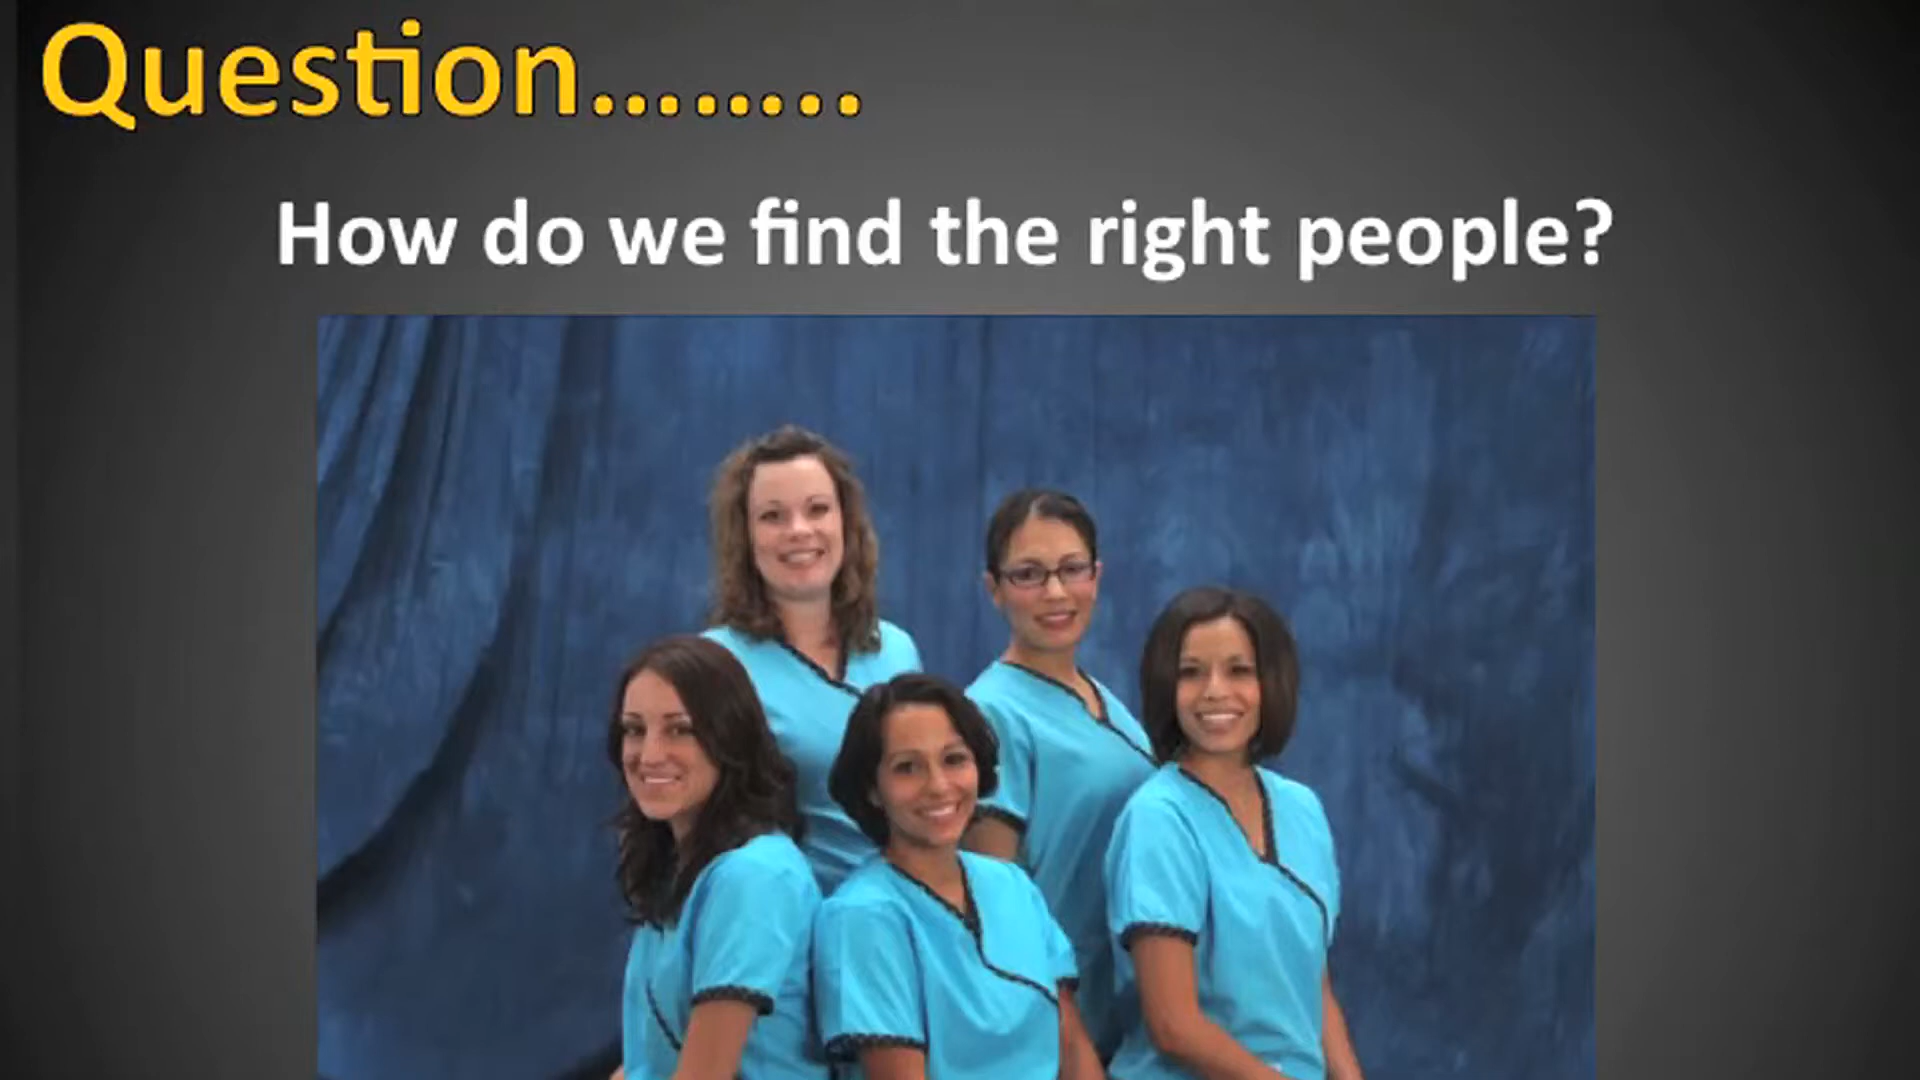 Question........
How do we find the right people?